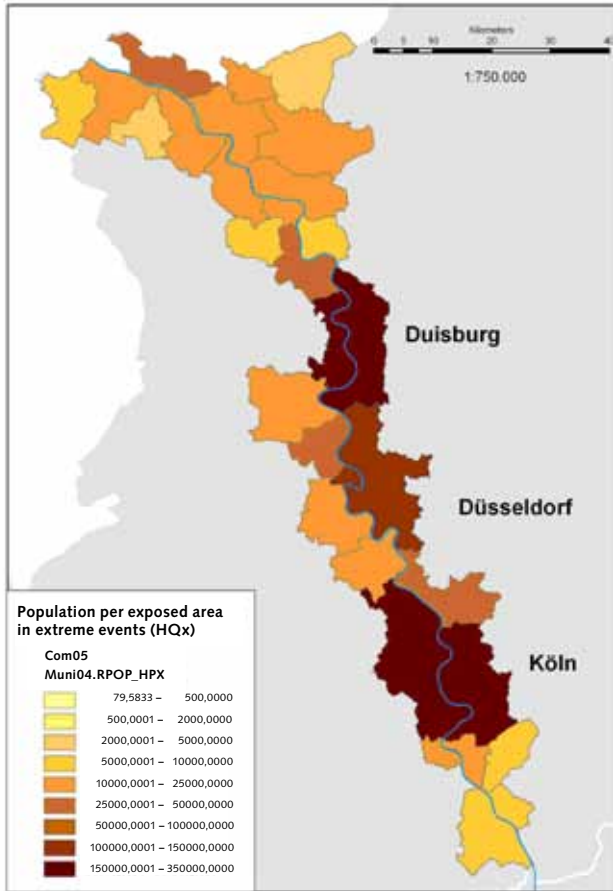 Kilometers
0 5 10 20 30 40
1:750.000
Duisburg
Düsseldorf
Köln
Population per exposed area
in extreme events (HQx)
Com05
Muni04.RPOP_HPX
79,5833 – 500,0000
500,0001 – 2000,0000
2000,0001 – 5000,0000
5000,0001 – 10000,0000
10000,0001 – 25000,0000
25000,0001 – 50000,0000
50000,0001 – 100000,0000
100000,0001 – 150000,0000
150000,0001 – 350000,0000